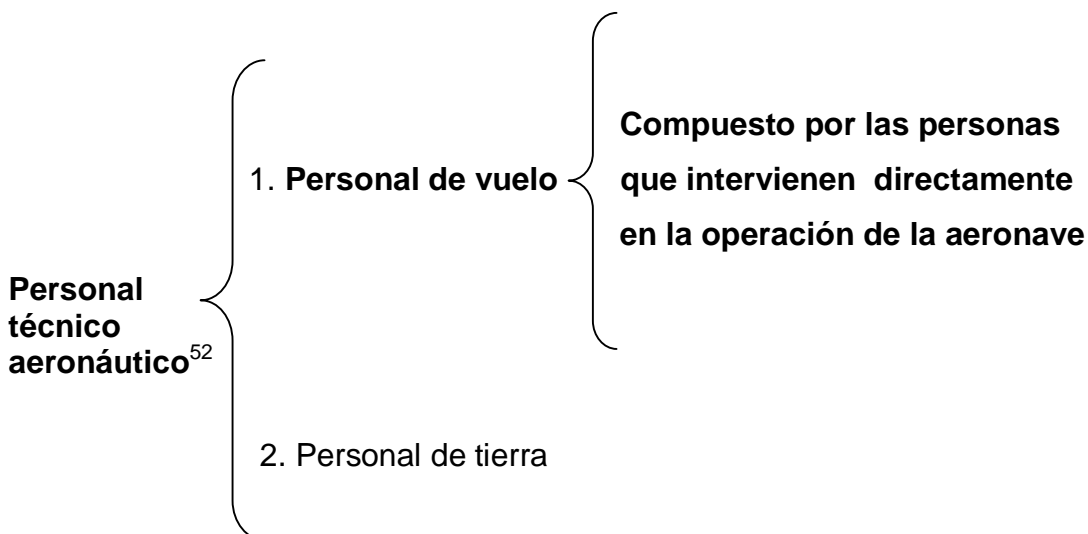 Compuesto por las personas
1. Personal de vuelo
que intervienen directamente
en la operación de la aeronave
Personal
técnico
aeronáutico52
2. Personal de tierra